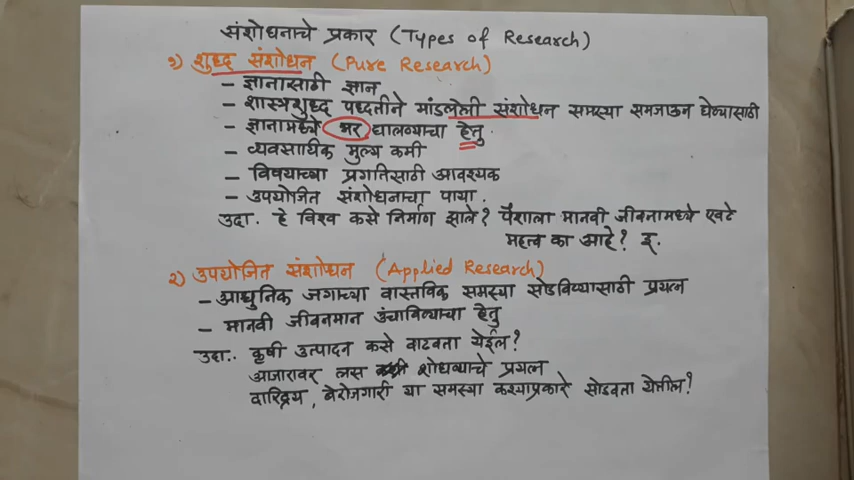 संशोधनाचे प्रकार (Types of Research)
१) शुद्ध संशोधन (Pure Research)
- ज्ञानासाठी ज्ञान
- शास्त्रशुद्ध पद्धतीने मांडलेली संशोधन समस्या समजाऊन घेण्यासाठी
- ज्ञानामध्ये भर घालण्याचा हेतु.
- व्यवसायिक मुल्य कमी
- विषयाच्या प्रगतिसाठी आवश्यक
- उपयोजित संशोधनाचा पाया.
उदा. हे विश्व कसे निर्माण झाले? पैशाला मानवी जीवनामध्ये एवढे
महत्व का आहे? इ.
२) उपयोजित संशोधन (Applied Research)
- आधुनिक जगाच्या वास्तविक समस्या सोडविण्यासाठी प्रयत्न
- मानवी जीवनमान उंचाविण्याचा हेतु
उदा.. कृषी उत्पादन कसे वाढवता येईल?
आजारावर लस शोधण्याचे प्रयत्न
दारिद्र्य, बेरोजगारी या समस्या कश्याप्रकारे सोडवता येतील?